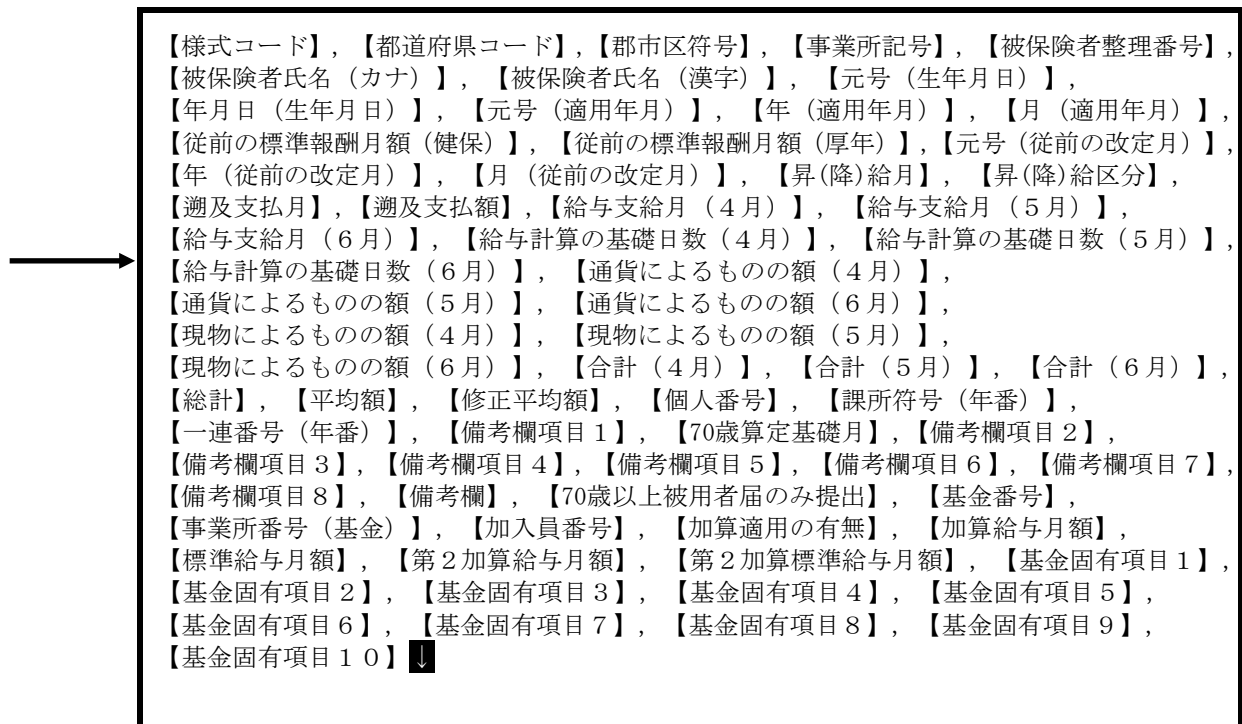 【様式コード】, 【都道府県コード】, 【郡市区符号】, 【事業所記号】, 【被保険者整理番号】,
【被保険者氏名（カナ）】, 【被保険者氏名（漢字）】, 【元号（生年月日）】,
【年月日（生年月日）】, 【元号（適用年月）】, 【年（適用年月）】, 【月（適用年月）】,
【従前の標準報酬月額（健保）】, 【従前の標準報酬月額（厚年）】, 【元号（従前の改定月）】,
【年（従前の改定月）】, 【月（従前の改定月）】, 【昇(降)給月】, 【昇(降)給区分】,
【遡及支払月】, 【遡及支払額】, 【給与支給月（４月）】, 【給与支給月（５月）】,
【給与支給月（６月）】, 【給与計算の基礎日数（４月）】, 【給与計算の基礎日数（５月）】,
【給与計算の基礎日数（６月）】, 【通貨によるものの額（４月）】,
【通貨によるものの額（５月）】, 【通貨によるものの額（６月）】,
【現物によるものの額（４月）】, 【現物によるものの額（５月）】,
【現物によるものの額（６月）】, 【合計（４月）】, 【合計（５月）】, 【合計（６月）】,
【総計】, 【平均額】, 【修正平均額】, 【個人番号】, 【課所符号（年番）】,
【一連番号（年番）】, 【備考欄項目１】, 【70歳算定基礎月】, 【備考欄項目２】,
【備考欄項目３】, 【備考欄項目４】, 【備考欄項目５】, 【備考欄項目６】, 【備考欄項目７】,
【備考欄項目８】, 【備考欄】, 【70歳以上被用者届のみ提出】, 【基金番号】,
【事業所番号（基金）】, 【加入員番号】, 【加算適用の有無】, 【加算給与月額】,
【標準給与月額】, 【第２加算給与月額】, 【第２加算標準給与月額】, 【基金固有項目１】,
【基金固有項目２】, 【基金固有項目３】, 【基金固有項目４】, 【基金固有項目５】,
【基金固有項目６】, 【基金固有項目７】, 【基金固有項目８】, 【基金固有項目９】,
【基金固有項目１０】↓